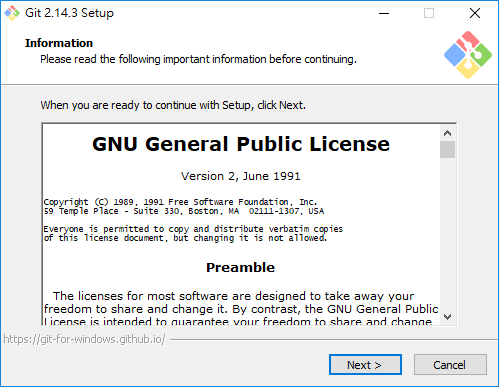 Git 2.14.3 Setup
Information
Please read the following important information before continuing.
When you are ready to continue with Setup, click Next.
GNU General Public License
Version 2, June 1991
Copyright (C) 1989, 1991 Free Software Foundation, Inc.
59 Temple Place - Suite 330, Boston, MA  02111-1307, USA
Everyone is permitted to copy and distribute verbatim copies
of this license document, but changing it is not allowed.
Preamble
The licenses for most software are designed to take away your
freedom to share and change it. By contrast, the GNU General Public
License is intended to guarantee your freedom to share and change
https://git-for-windows.github.io/
Next >
Cancel